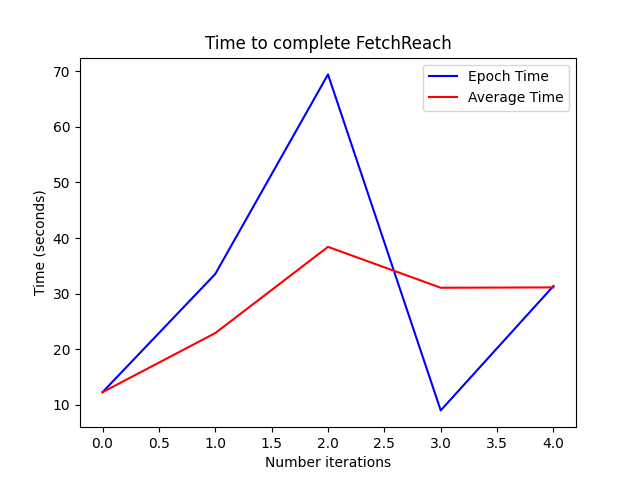 Time to complete FetchReach
Epoch Time
Average Time
70
60
50
40
30
20
10
Time (seconds)
0.0 0.5 1.0 1.5 2.0 2.5 3.0 3.5 4.0
Number iterations